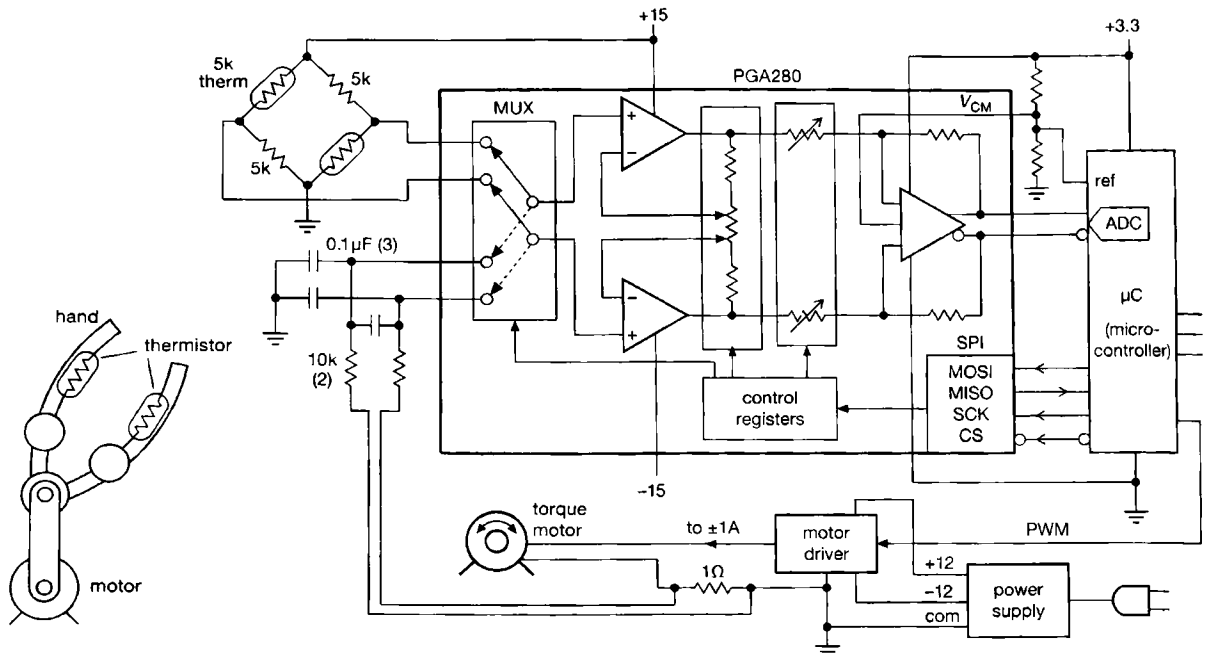 +15
+3.3
5k
therm
5k
PGA280
MUX
V_CM
5k
ref
ADC
0.1μF (3)
μC
(micro-
controller)
hand
thermistor
SPI
10k
(2)
control
registers
MOSI
MISO
SCK
CS
−15
torque
motor
to ±1A
motor
driver
PWM
motor
1Ω
+12
−12
com
power
supply